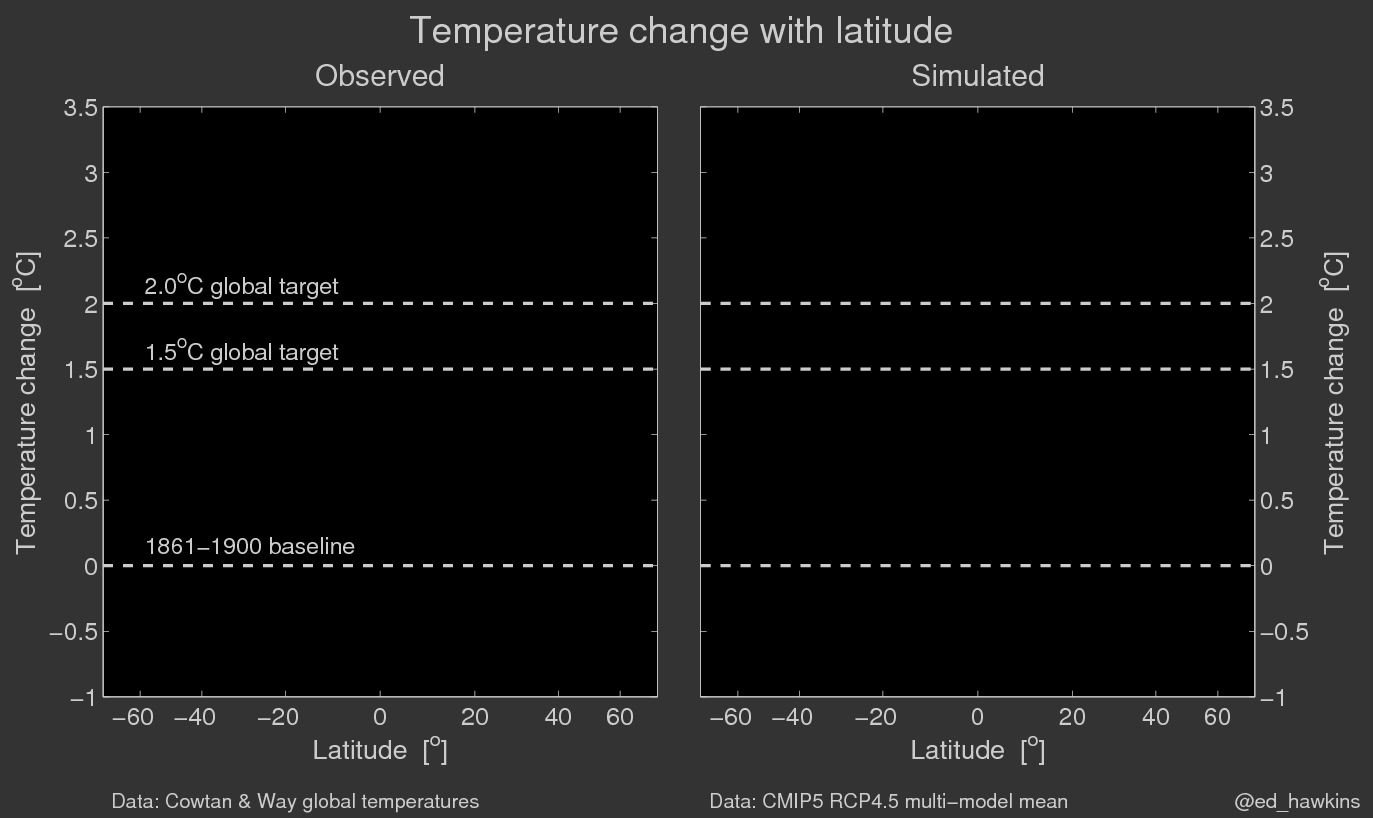 Temperature change with latitude
Observed
Simulated
3.5
3
2.5
2
1.5
1
0.5
0
−0.5
−1
Temperature change [°C]
2.0°C global target
1.5°C global target
1861−1900 baseline
−60 −40 −20 0 20 40 60
Latitude [°]
3.5
3
2.5
2
1.5
1
0.5
0
−0.5
−1
Temperature change [°C]
−60 −40 −20 0 20 40 60
Latitude [°]
Data: Cowtan & Way global temperatures
Data: CMIP5 RCP4.5 multi−model mean
@ed_hawkins